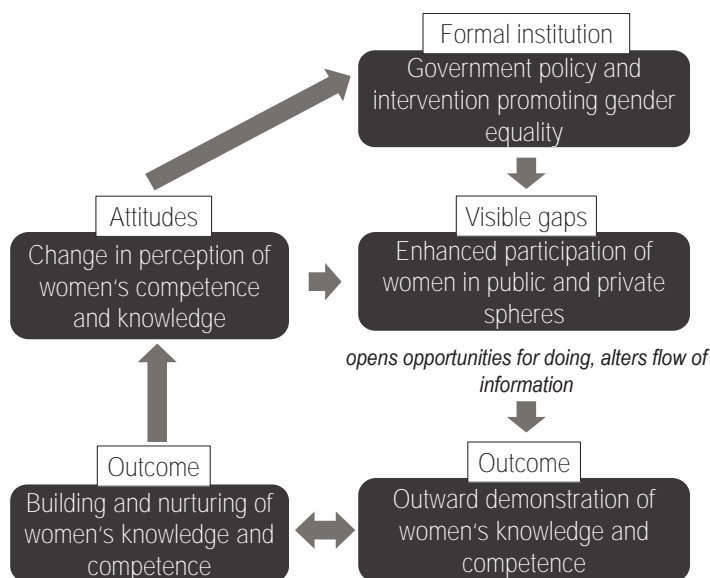 Formal institution
Government policy and
intervention promoting gender
equality
Attitudes
Change in perception of
women‘s competence
and knowledge
Visible gaps
Enhanced participation of
women in public and private
spheres
opens opportunities for doing, alters flow of
information
Outcome
Building and nurturing of
women‘s knowledge and
competence
Outcome
Outward demonstration of
women‘s knowledge and
competence